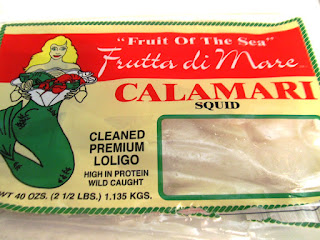 "Fruit Of The Sea"
Frutta di Mare
CALAMARI
SQUID
CLEANED
PREMIUM
LOLIGO
HIGH IN PROTEIN
WILD CAUGHT
WT 40 OZS. (2 1/2 LBS.) 1.135 KGS.